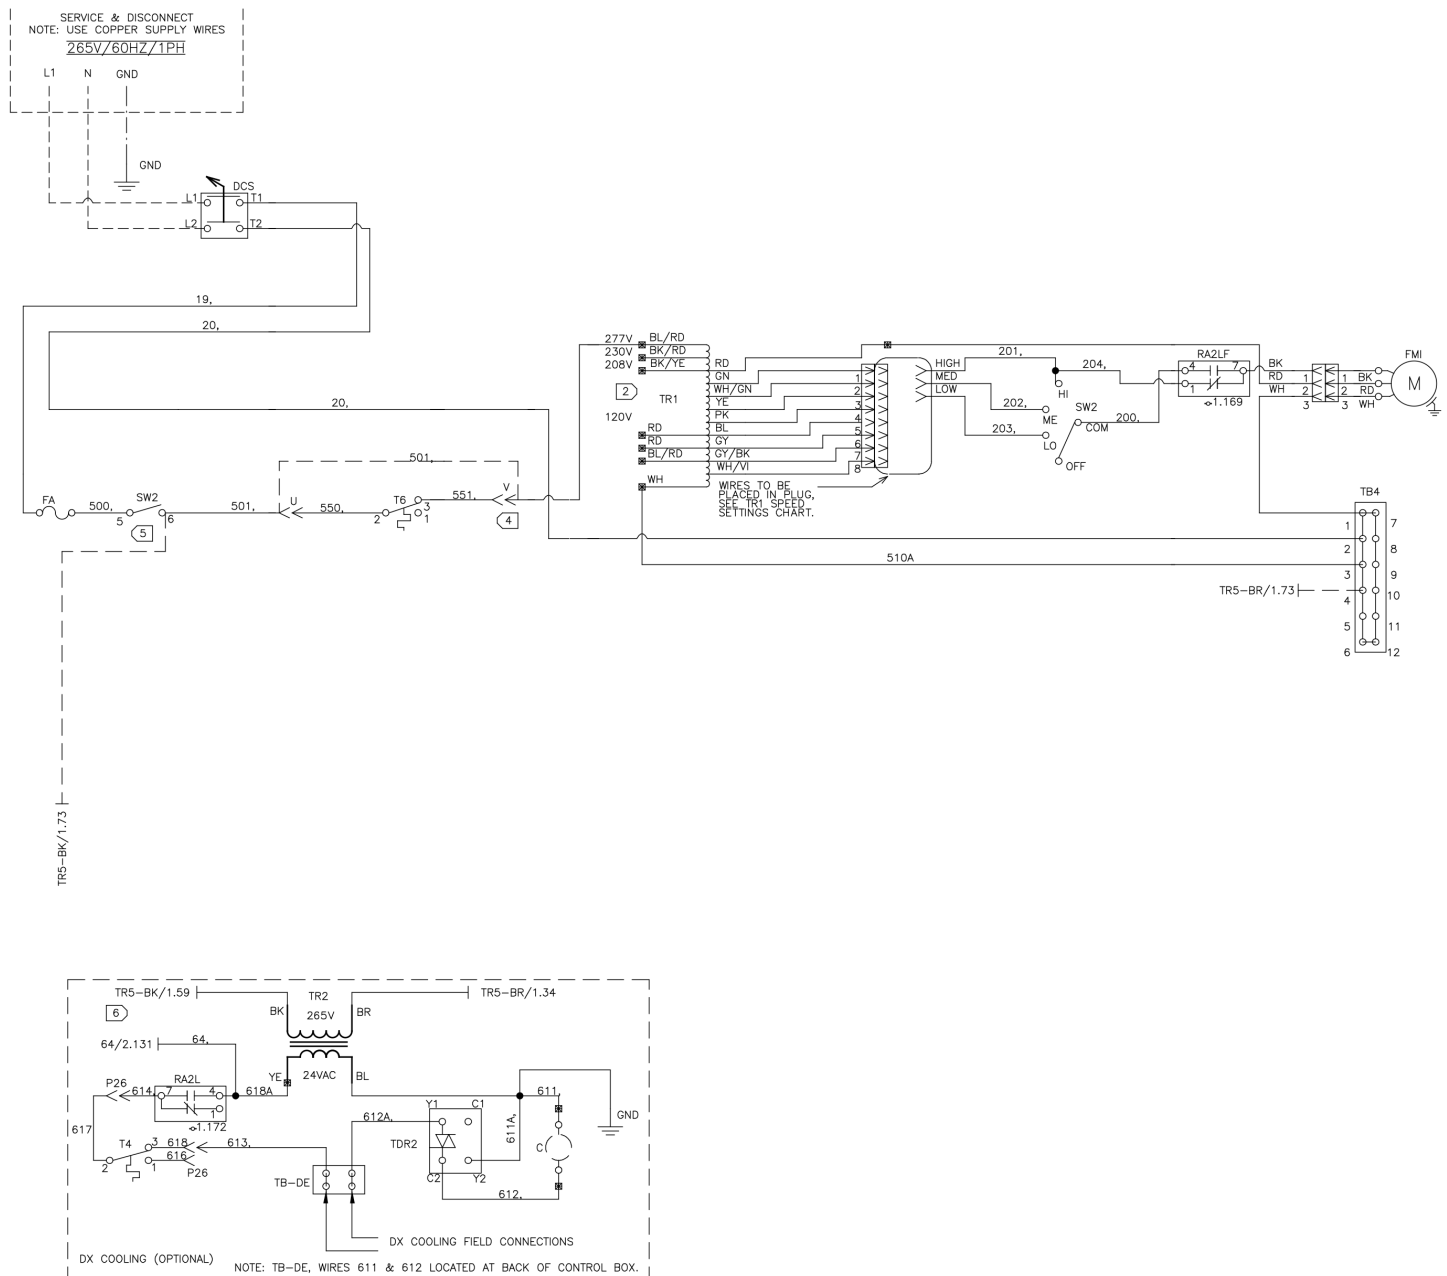 SERVICE & DISCONNECT
NOTE: USE COPPER SUPPLY WIRES
265V/60HZ/1PH
L1 N GND
GND
DCS
L1 T1
L2 T2
19,
20,
277V BL/RD
230V BK/RD
208V BK/YE
2
TR1
120V
RD
RD
BL/RD
WH
RD
GN
WH/GN
YE
PK
BL
GY
GY/BK
WH/VI
1
2
3
4
5
6
7
8
WIRES TO BE
PLACED IN PLUG,
SEE TR1 SPEED
SETTINGS CHART.
HIGH
MED
LOW
201,
202,
203,
204,
HI
ME
LO
OFF
SW2
COM
200,
RA2LF
4 7
1
1.169
BK
RD
WH
1 1 BK
2 2 RD
3 3 WH
FMI
M
20,
501,
FA
500,
SW2
5 6
5
501,
U
550,
T6
2 3
1
551,
V
4
510A
TB4
1 7
2 8
3 9
4 10
5 11
6 12
TR5-BR/1.73
TR5-BK/1.73
TR5-BK/1.59
TR2
TR5-BR/1.34
6
BK
265V
BR
64/2.131
64,
YE
24VAC
BL
P26
614
RA2L
7 4
1
618A
1.172
617
T4
3
2 1
618
616
P26
613,
612A,
TB-DE
Y1 C1
TDR2
C2 Y2
611,
611A,
612,
C
GND
DX COOLING FIELD CONNECTIONS
DX COOLING (OPTIONAL)
NOTE: TB-DE, WIRES 611 & 612 LOCATED AT BACK OF CONTROL BOX.